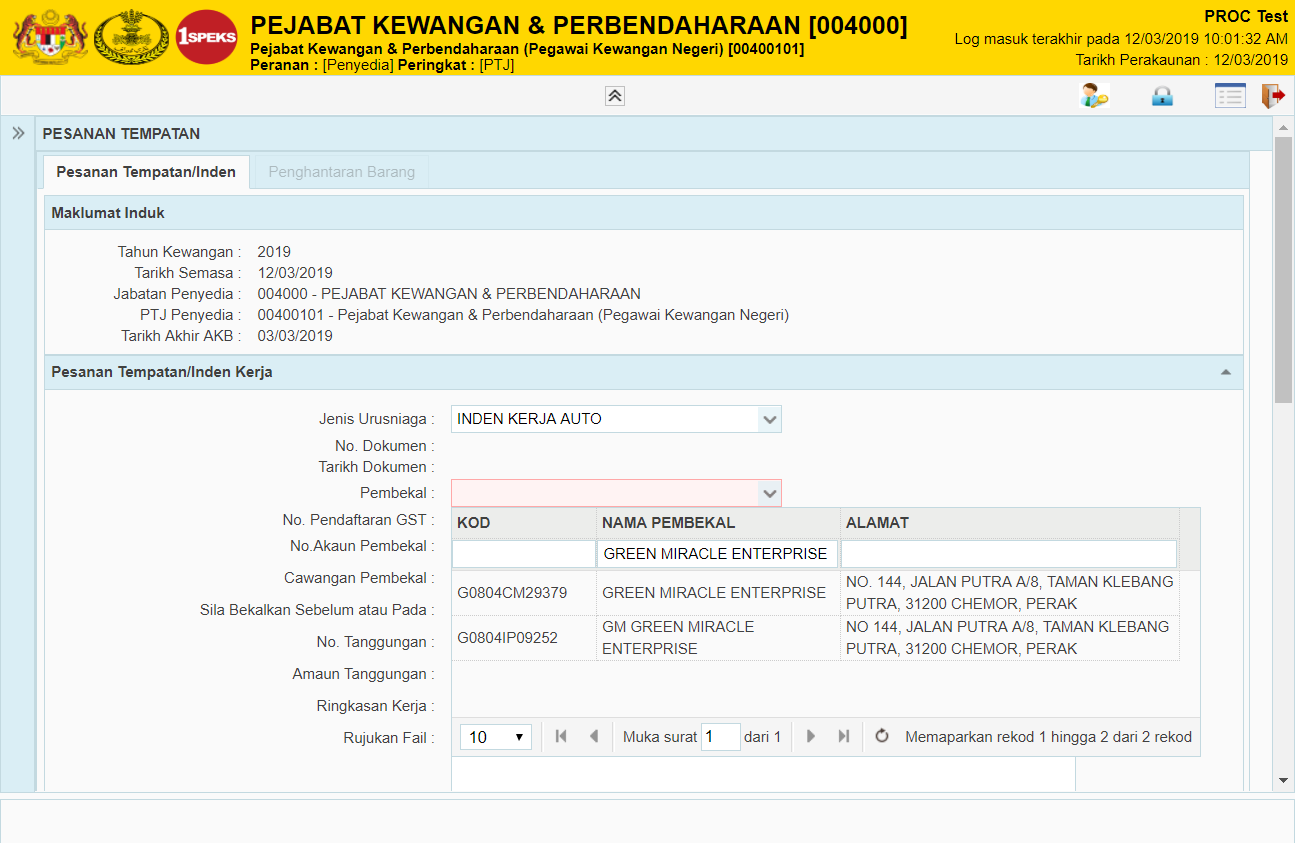 1SPEKS
PEJABAT KEWANGAN & PERBENDAHARAAN [004000]
Pejabat Kewangan & Perbendaharaan (Pegawai Kewangan Negeri) [00400101]
Peranan : [Penyedia] Peringkat : [PTJ]
PROC Test
Log masuk terakhir pada 12/03/2019 10:01:32 AM
Tarikh Perakaunan : 12/03/2019
PESANAN TEMPATAN
Pesanan Tempatan/Inden
Penghantaran Barang
Maklumat Induk
Tahun Kewangan : 2019
Tarikh Semasa : 12/03/2019
Jabatan Penyedia : 004000 - PEJABAT KEWANGAN & PERBENDAHARAAN
PTJ Penyedia : 00400101 - Pejabat Kewangan & Perbendaharaan (Pegawai Kewangan Negeri)
Tarikh Akhir AKB : 03/03/2019
Pesanan Tempatan/Inden Kerja
Jenis Urusniaga : INDEN KERJA AUTO
No. Dokumen :
Tarikh Dokumen :
Pembekal :
No. Pendaftaran GST :
No.Akaun Pembekal :
Cawangan Pembekal :
Sila Bekalkan Sebelum atau Pada :
No. Tanggungan :
Amaun Tanggungan :
Ringkasan Kerja :
Rujukan Fail :
KOD NAMA PEMBEKAL ALAMAT
GREEN MIRACLE ENTERPRISE
G0804CM29379 GREEN MIRACLE ENTERPRISE NO. 144, JALAN PUTRA A/8, TAMAN KLEBANG
PUTRA, 31200 CHEMOR, PERAK
G0804IP09252 GM GREEN MIRACLE
ENTERPRISE
NO 144, JALAN PUTRA A/8, TAMAN KLEBANG
PUTRA, 31200 CHEMOR, PERAK
10 Muka surat 1 dari 1 Memaparkan rekod 1 hingga 2 dari 2 rekod